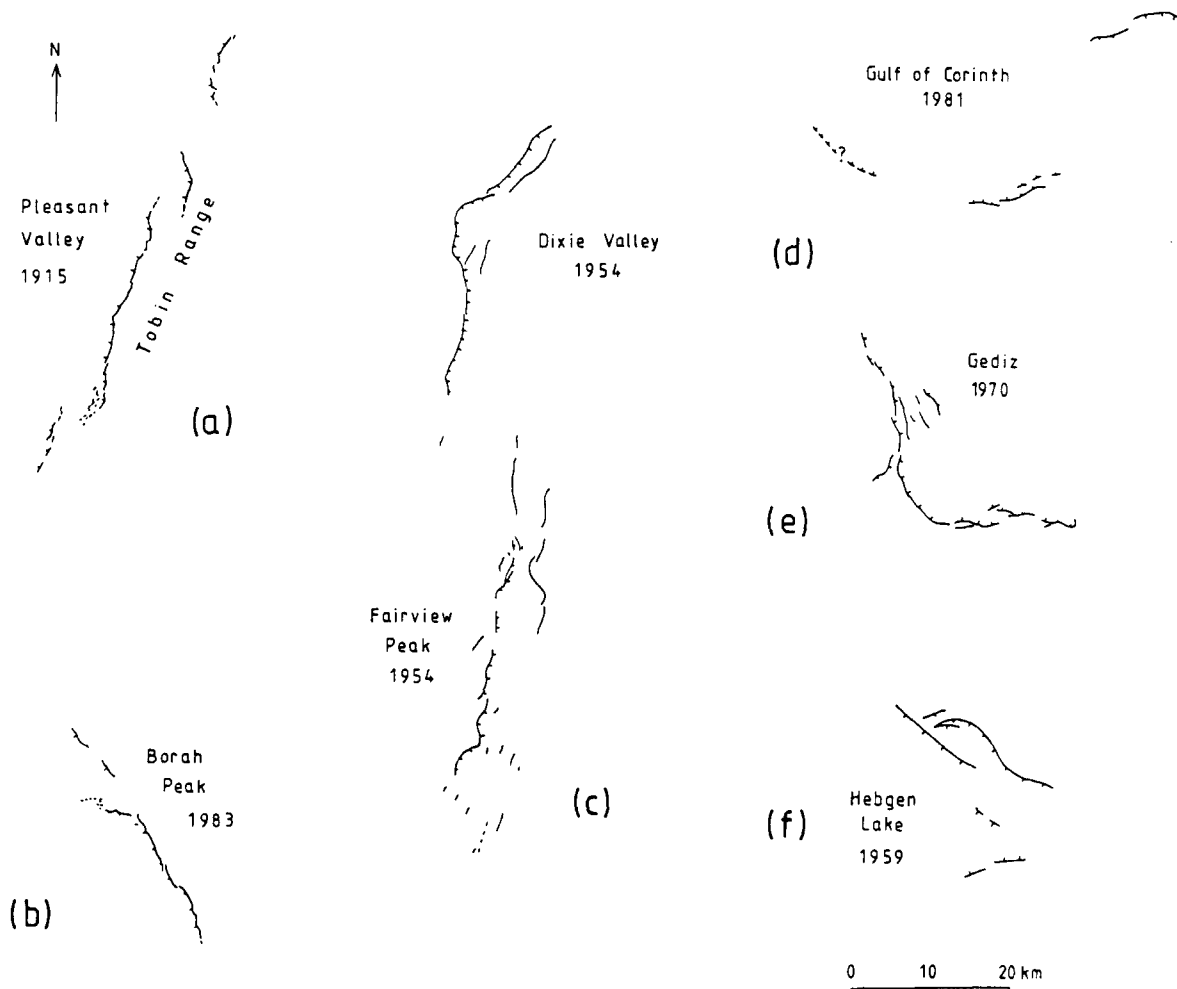 N
Pleasant
Valley
1915
Tobin Range
(a)
Borah
Peak
1983
(b)
Dixie Valley
1954
Fairview
Peak
1954
(c)
Gulf of Corinth
1981
?
(d)
Gediz
1970
(e)
Hebgen
Lake
1959
(f)
0 10 20 km